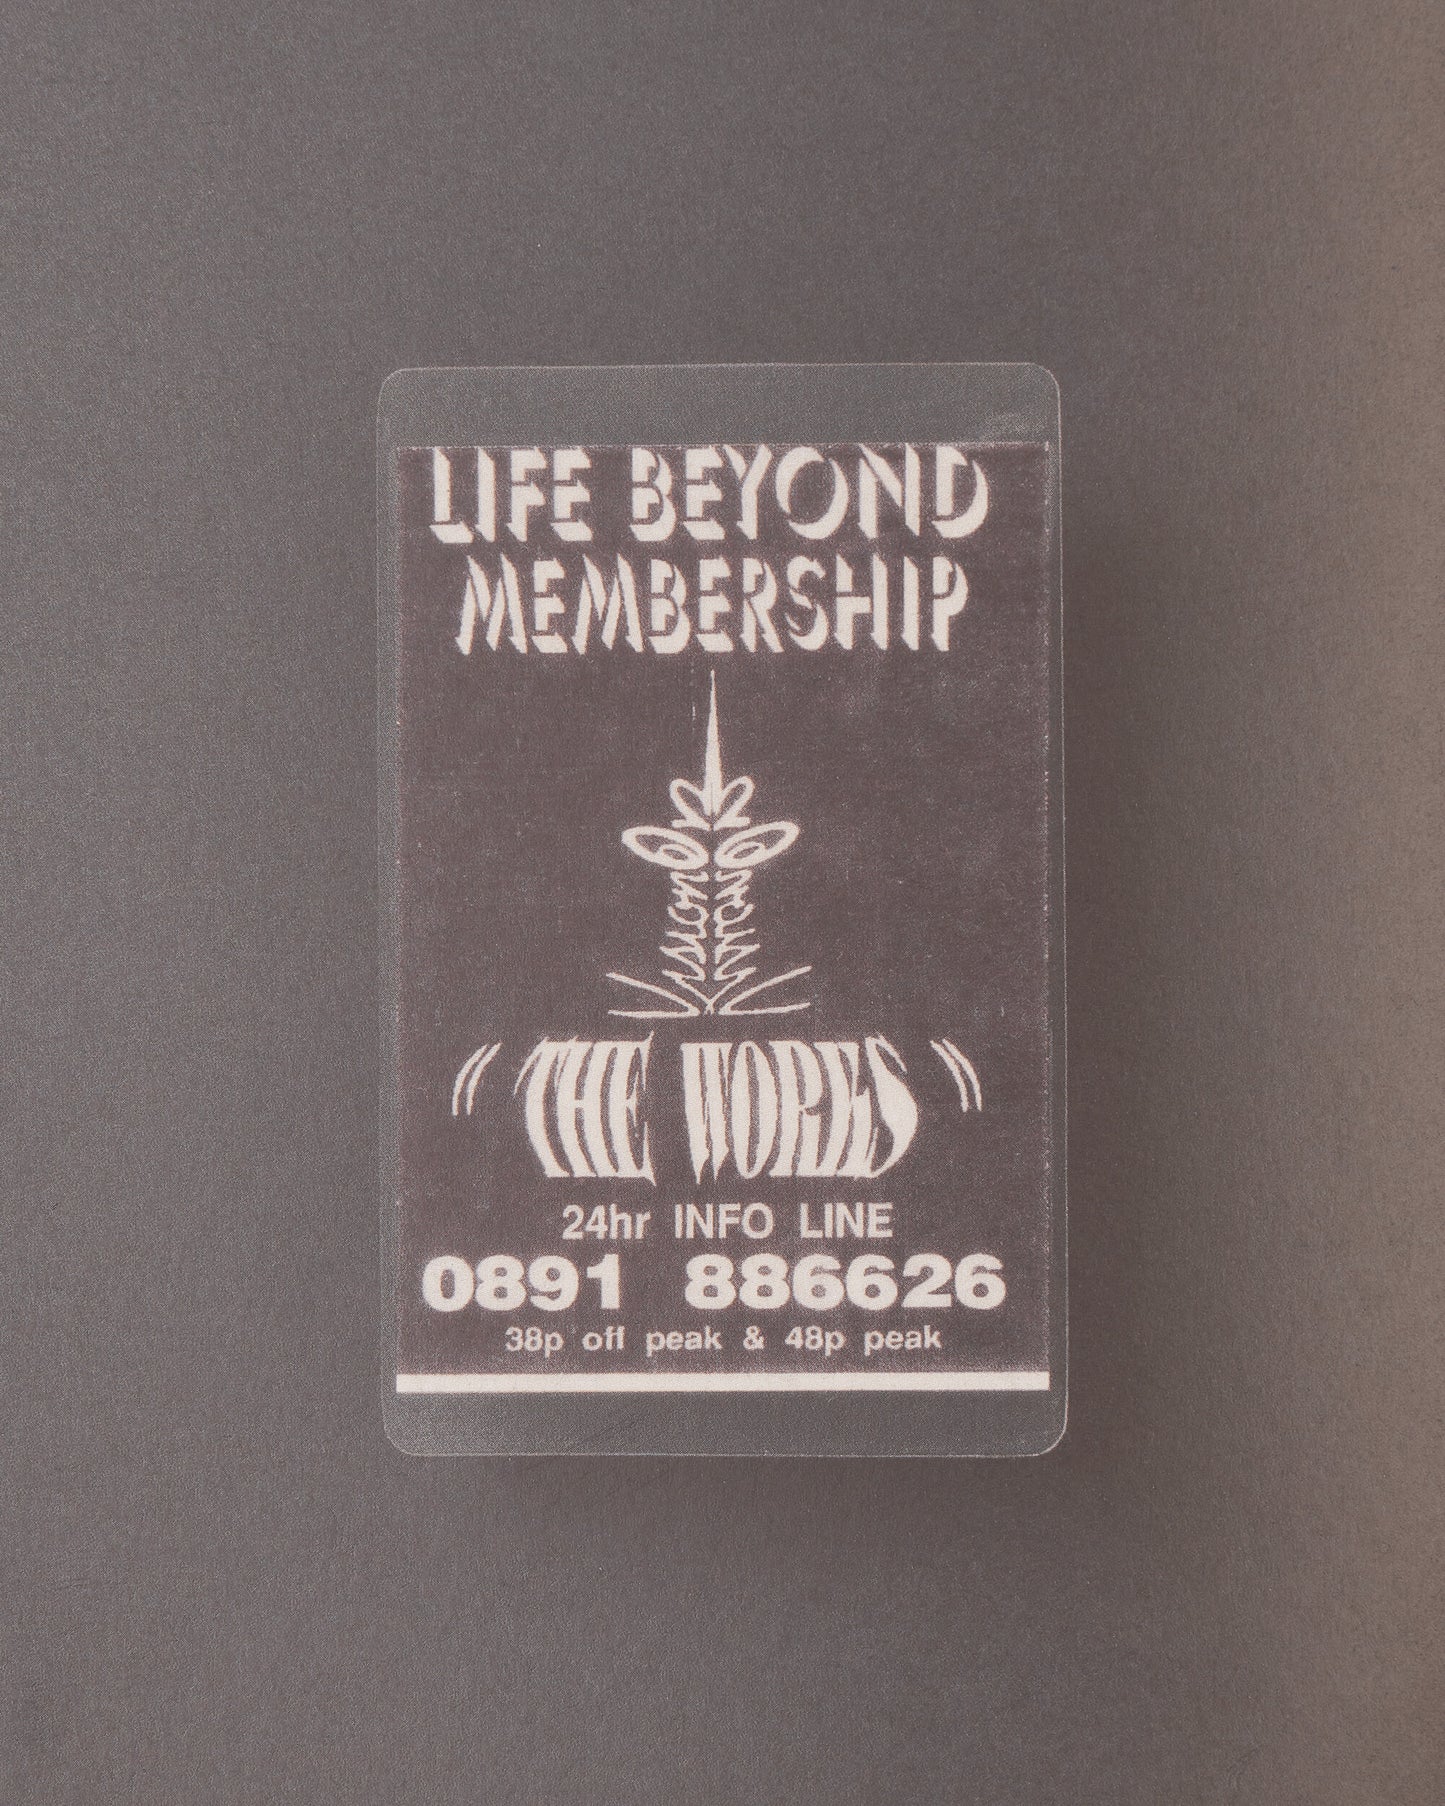 LIFE BEYOND
MEMBERSHIP
"THE WORKS"
24hr INFO LINE
0891 886626
38p off peak & 48p peak